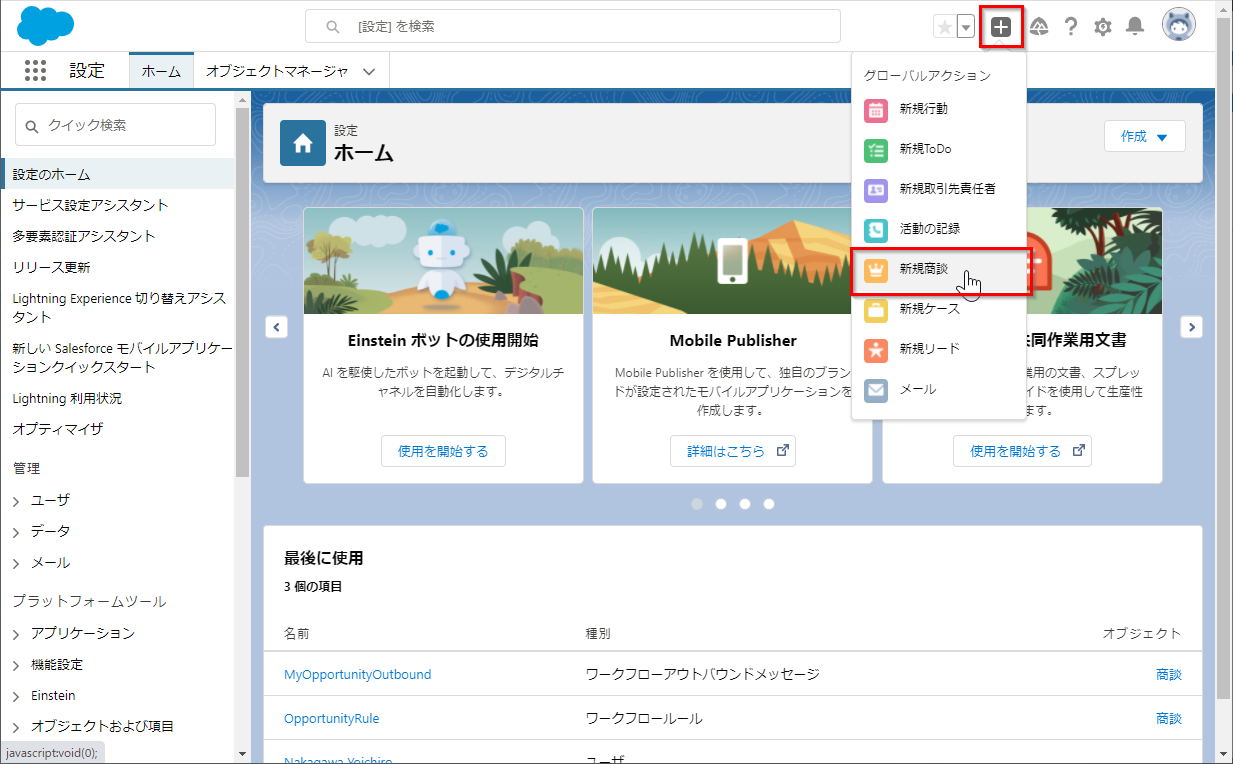 [設定] を検索
設定
ホーム
オブジェクトマネージャ
クイック検索
設定のホーム
サービス設定アシスタント
多要素認証アシスタント
リリース更新
Lightning Experience 切り替えアシス
タント
新しい Salesforce モバイルアプリケー
ションクイックスタート
Lightning 利用状況
オプティマイザ
管理
ユーザ
データ
メール
プラットフォームツール
アプリケーション
機能設定
Einstein
オブジェクトおよび項目
javascript:void(0);
設定
ホーム
作成
グローバルアクション
新規行動
新規ToDo
新規取引先責任者
活動の記録
新規商談
新規ケース
新規リード
メール
Einstein ボットの使用開始
AI を駆使したボットを起動して、デジタルチ
ャネルを自動化します。
使用を開始する
Mobile Publisher
Mobile Publisher を使用して、独自のブラン
ドが設定されたモバイルアプリケーションを
作成します。
詳細はこちら
同作業用文書
業用の文書、スプレッ
イドを使用して生産性
ます。
使用を開始する
最後に使用
3 個の項目
名前 種別 オブジェクト
MyOpportunityOutbound ワークフローアウトバウンドメッセージ 商談
OpportunityRule ワークフロールール 商談
Nakagawa Yoichiro ユーザ